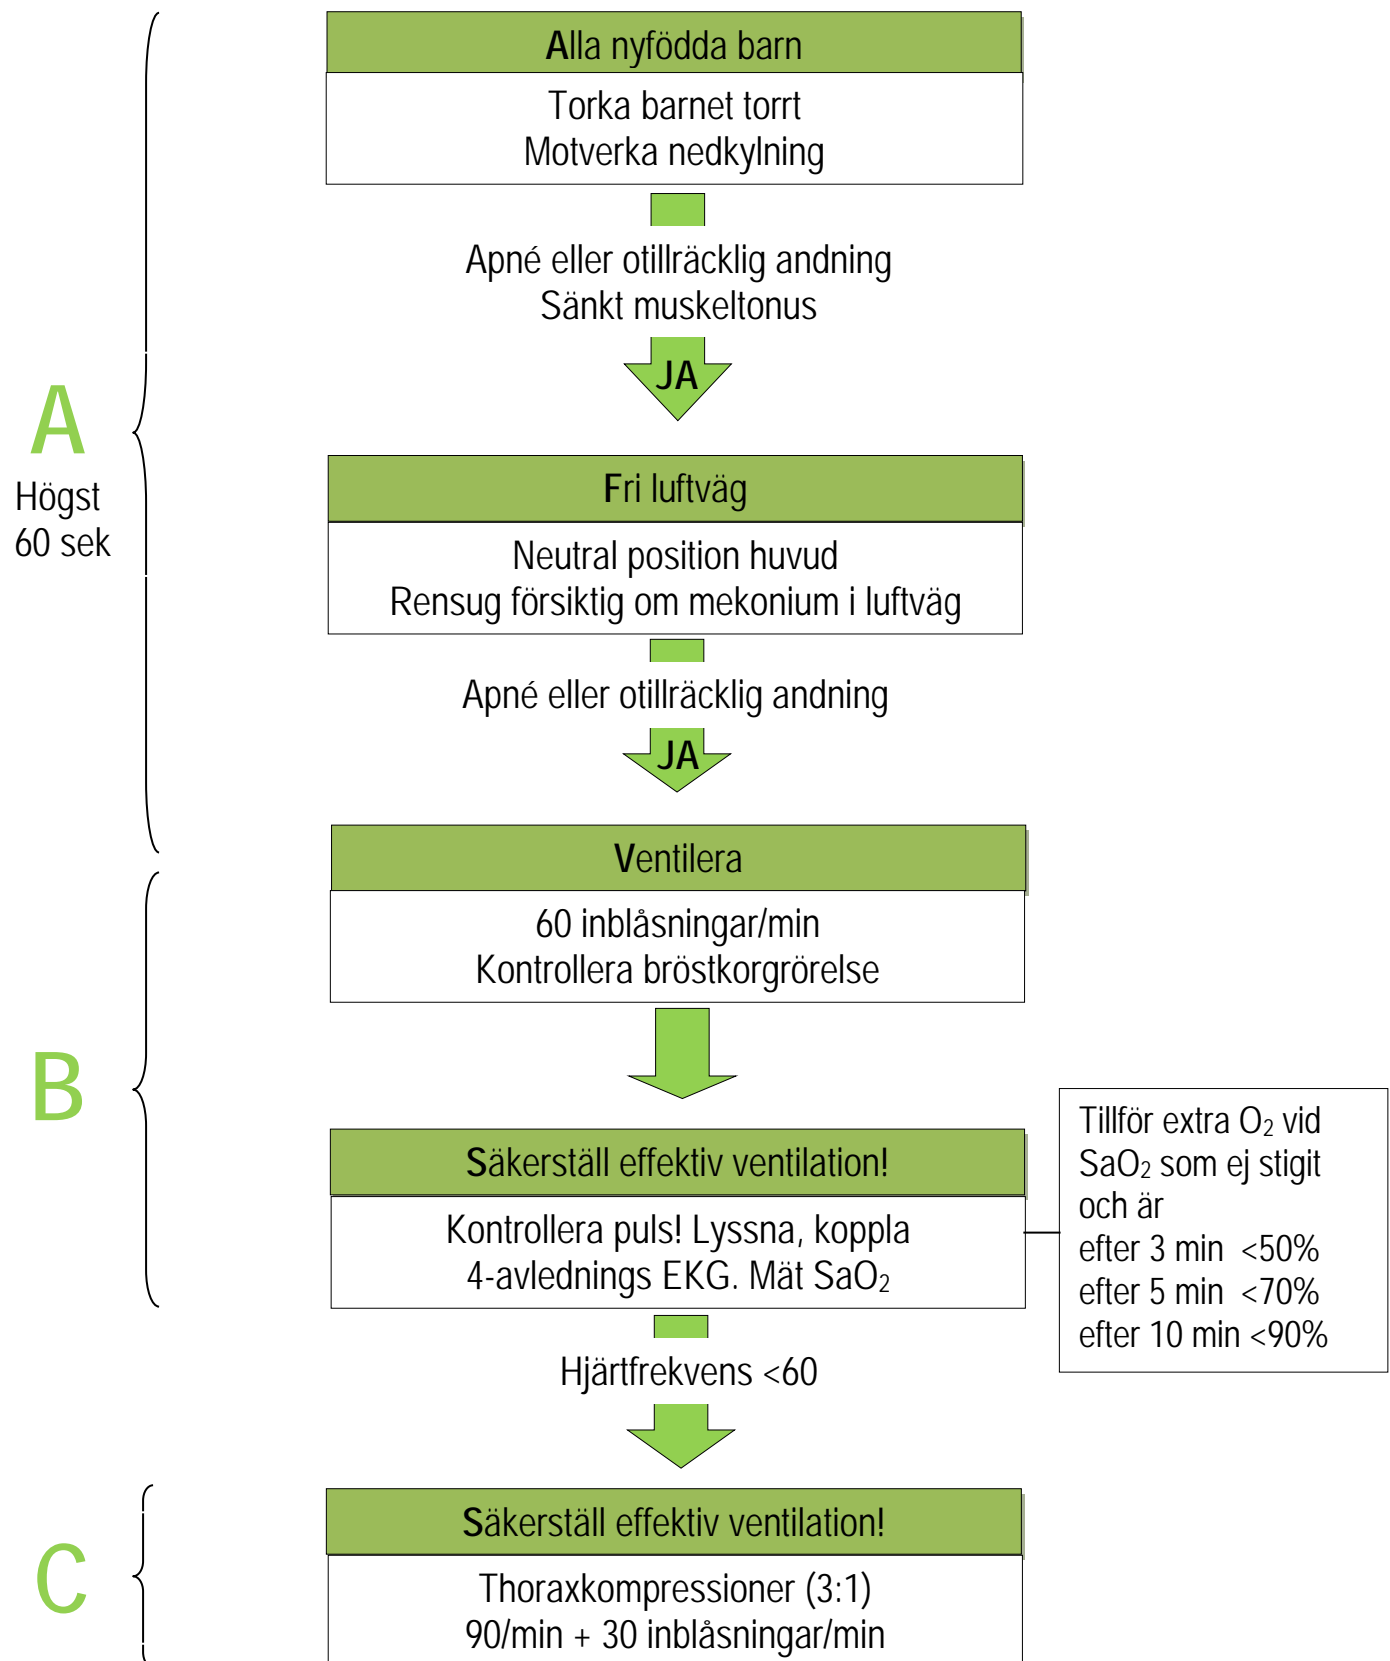 Alla nyfödda barn
Torka barnet torrt
Motverka nedkylning
Apné eller otillräcklig andning
Sänkt muskeltonus
JA
A
Högst
60 sek
Fri luftväg
Neutral position huvud
Rensug försiktig om mekonium i luftväg
Apné eller otillräcklig andning
JA
Ventilera
60 inblåsningar/min
Kontrollera bröstkorgrörelse
B
Säkerställ effektiv ventilation!
Kontrollera puls! Lyssna, koppla
4-avlednings EKG. Mät SaO₂
Tillför extra O₂ vid
SaO₂ som ej stigit
och är
efter 3 min <50%
efter 5 min <70%
efter 10 min <90%
Hjärtfrekvens <60
C
Säkerställ effektiv ventilation!
Thoraxkompressioner (3:1)
90/min + 30 inblåsningar/min